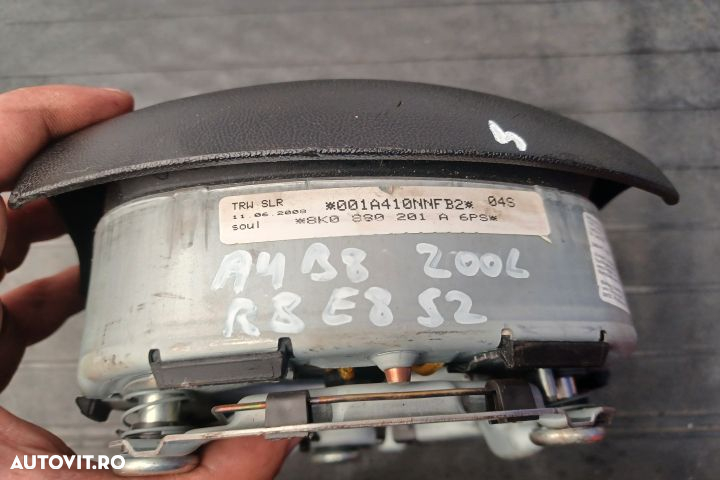 TRW SLR *001A410NNFB2* 04S
11.06.2008
soul *8K0 880 201 A 6PS*
A4 B8 2006
R8 E8 S2
AUTOVIT.RO